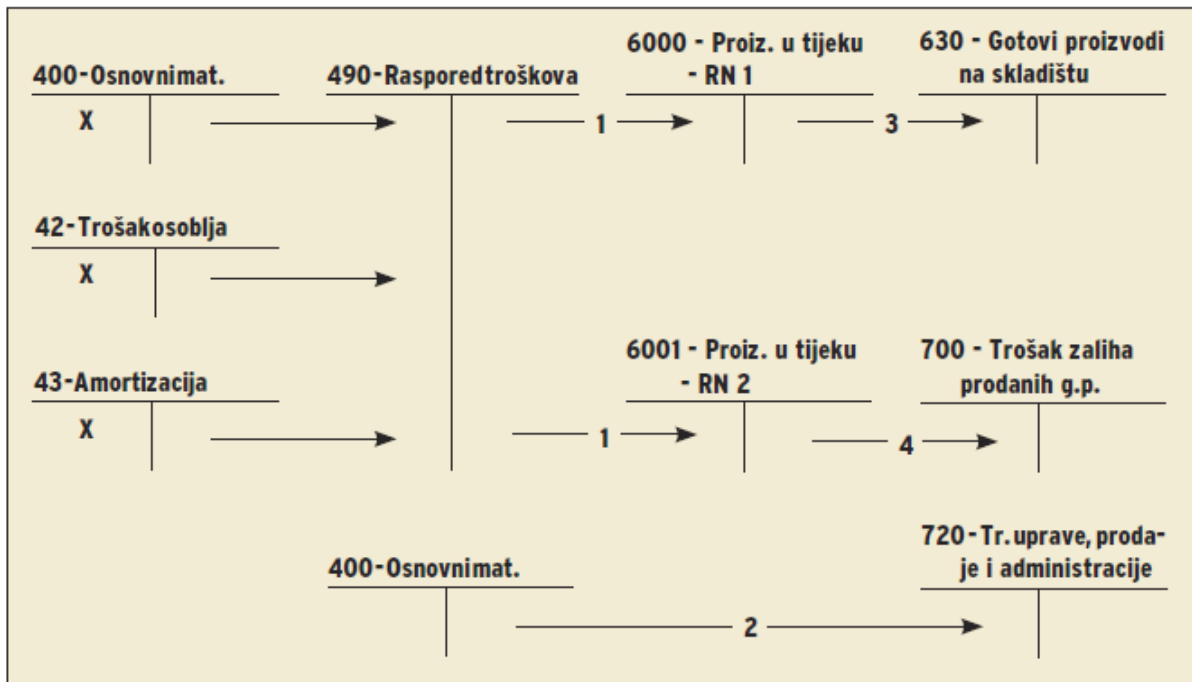 6000 - Proiz. u tijeku
- RN 1
630 - Gotovi proizvodi
na skladištu
400-Osnovnimat.
490-Rasporedtroškova
X
1
3
42-Trošakosoblja
X
6001 - Proiz. u tijeku
- RN 2
700 - Trošak zaliha
prodanih g.p.
43-Amortizacija
X
1
4
720-Tr.uprave, proda-
je i administracije
400-Osnovnimat.
2